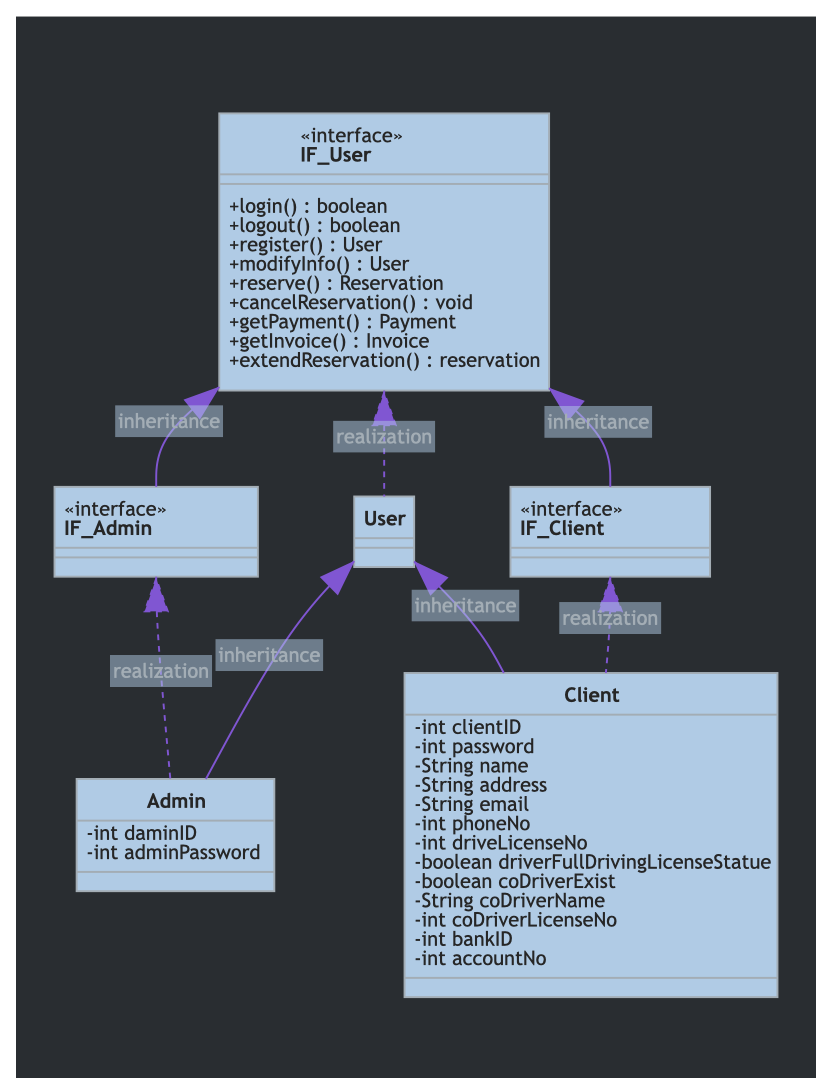 «interface»
IF_User
+login() : boolean
+logout() : boolean
+register() : User
+modifyInfo() : User
+reserve() : Reservation
+cancelReservation() : void
+getPayment() : Payment
+getInvoice() : Invoice
+extendReservation() : reservation
inheritance
realization
inheritance
«interface»
IF_Admin
User
«interface»
IF_Client
inheritance
realization
inheritance
realization
Client
-int clientID
-int password
-String name
-String address
-String email
-int phoneNo
-int driveLicenseNo
-boolean driverFullDrivingLicenseStatue
-boolean coDriverExist
-String coDriverName
-int coDriverLicenseNo
-int bankID
-int accountNo
Admin
-int daminID
-int adminPassword